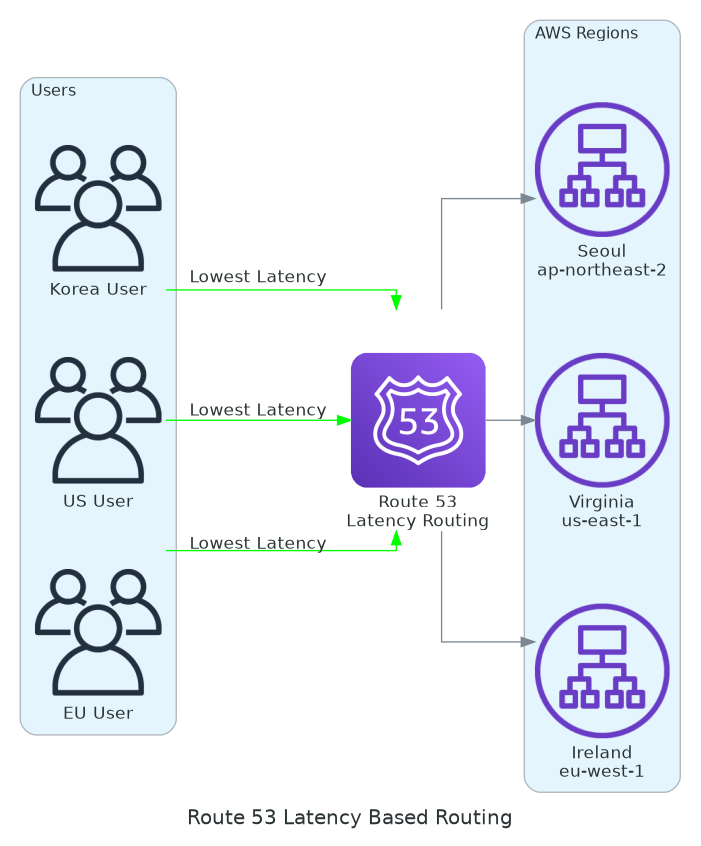 Users
Korea User
US User
EU User
Lowest Latency
Lowest Latency
Lowest Latency
53
Route 53
Latency Routing
AWS Regions
Seoul
ap-northeast-2
Virginia
us-east-1
Ireland
eu-west-1
Route 53 Latency Based Routing